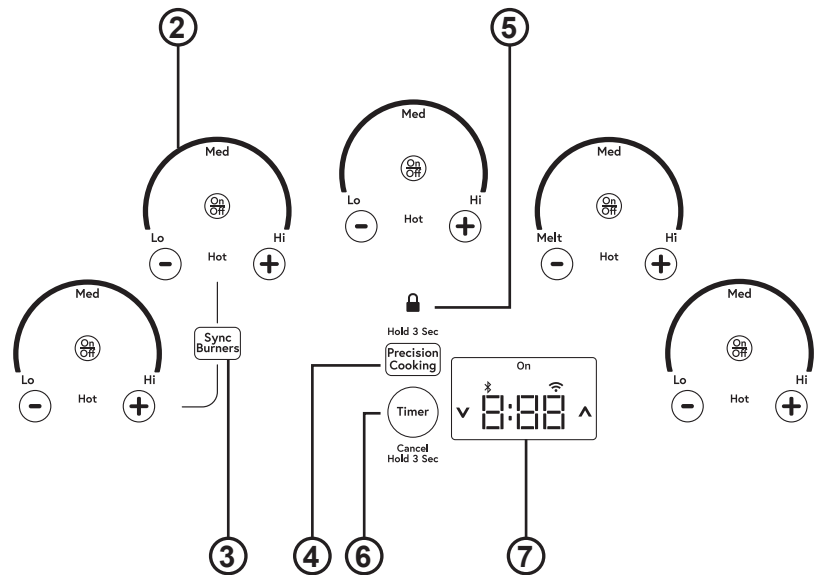 2
5
Med
On
Off
Lo
Hi
Hot
-
+
Med
On
Off
Lo
Hi
Hot
-
+
Med
On
Off
Melt
Hi
Hot
-
+
Med
On
Off
Lo
Hi
Hot
-
+
Sync
Burners
Hold 3 Sec
Precision
Cooking
Timer
Cancel
Hold 3 Sec
On
8:88
Med
On
Off
Lo
Hi
Hot
-
+
3
4
6
7